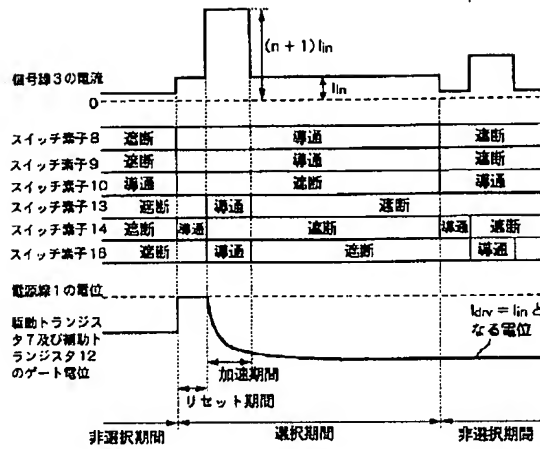 (n+1)Iin
信号線3の電流
Iin
0
スイッチ素子8 遮断 導通 遮断
スイッチ素子9 遮断 導通 遮断
スイッチ素子10 導通 遮断 導通
スイッチ素子13 遮断 導通 遮断
スイッチ素子14 遮断 導通 遮断 導通 遮断
スイッチ素子16 遮断 導通 遮断 導通
電源線1の電位
駆動トランジス
タ7及び補助ト
ランジスタ12
のゲート電位
Idrv=Iinと
なる電位
加速期間
リセット期間
非選択期間 選択期間 非選択期間